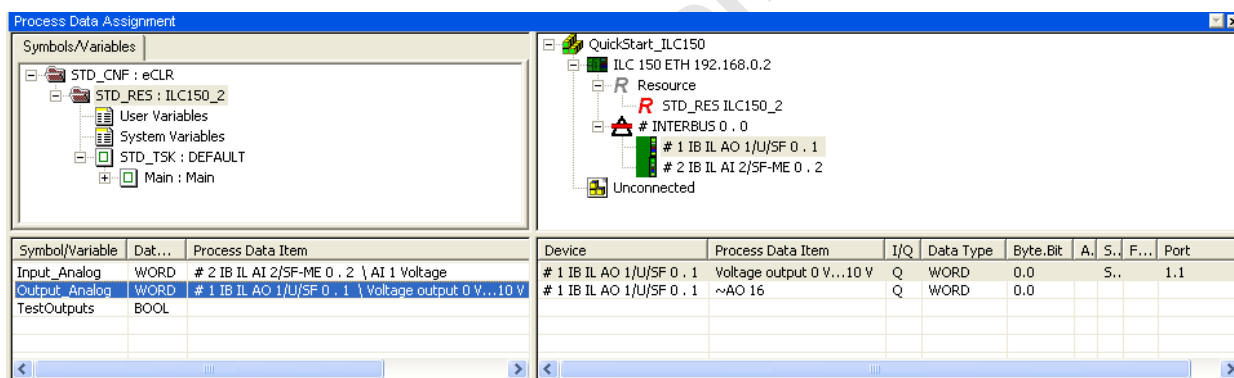 Process Data Assignment
Symbols/Variables
STD_CNF : eCLR
STD_RES : ILC150_2
User Variables
System Variables
STD_TSK : DEFAULT
Main : Main
QuickStart_ILC150
ILC 150 ETH 192.168.0.2
R Resource
R STD_RES ILC150_2
# INTERBUS 0 . 0
# 1 IB IL AO 1/U/SF 0 . 1
# 2 IB IL AI 2/SF-ME 0 . 2
Unconnected
Symbol/Variable Dat... Process Data Item
Input_Analog WORD # 2 IB IL AI 2/SF-ME 0 . 2 \ AI 1 Voltage
Output_Analog WORD # 1 IB IL AO 1/U/SF 0 . 1 \ Voltage output 0 V...10 V
TestOutputs BOOL
Device Process Data Item I/Q Data Type Byte.Bit A. S.. F... Port
# 1 IB IL AO 1/U/SF 0 . 1 Voltage output 0 V...10 V Q WORD 0.0 S.. 1.1
# 1 IB IL AO 1/U/SF 0 . 1 ~AO 16 Q WORD 0.0